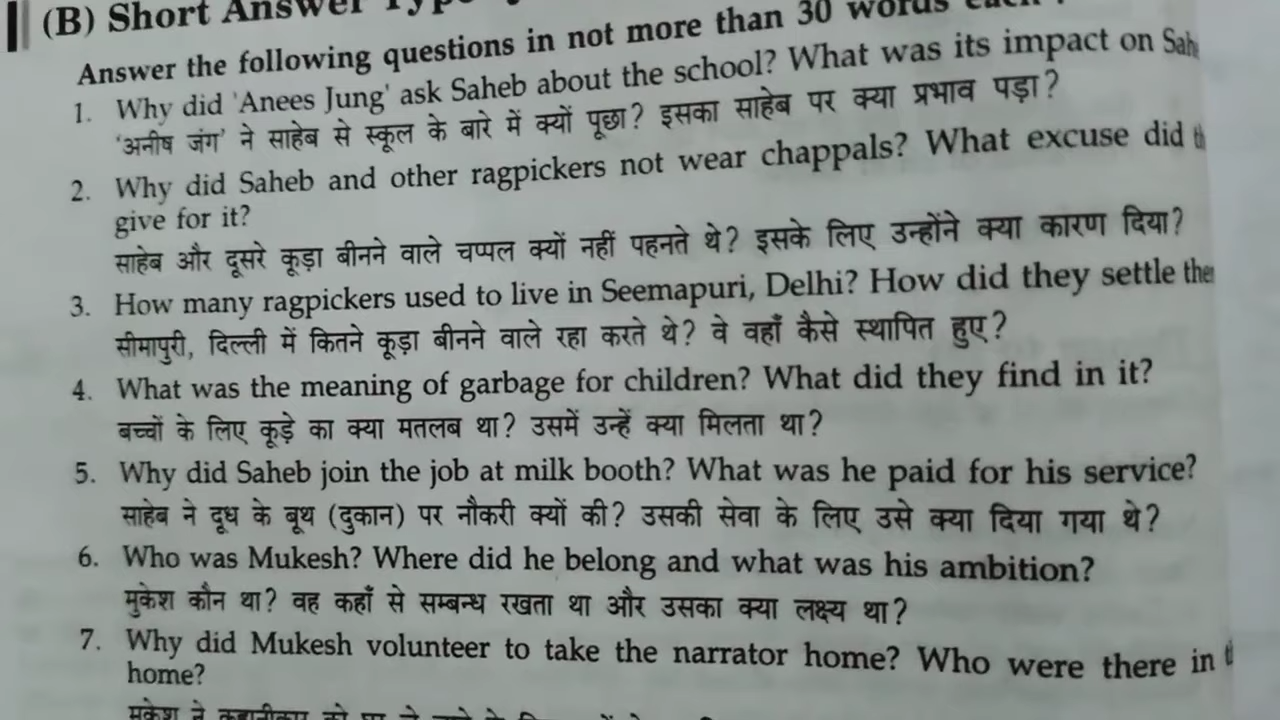 (B) Short Answer
Answer the following questions in not more than 30 words each :
1. Why did 'Anees Jung' ask Saheb about the school? What was its impact on
'अनीष जंग' ने साहेब से स्कूल के बारे में क्यों पूछा? इसका साहेब पर क्या प्रभाव पड़ा?
2. Why did Saheb and other ragpickers not wear chappals? What excuse did
give for it?
साहेब और दूसरे कूड़ा बीनने वाले चप्पल क्यों नहीं पहनते थे? इसके लिए उन्होंने क्या कारण दिया?
3. How many ragpickers used to live in Seemapuri, Delhi? How did they settle
सीमापुरी, दिल्ली में कितने कूड़ा बीनने वाले रहा करते थे? वे वहाँ कैसे स्थापित हुए?
4. What was the meaning of garbage for children? What did they find in it?
बच्चों के लिए कूड़े का क्या मतलब था? उसमें उन्हें क्या मिलता था?
5. Why did Saheb join the job at milk booth? What was he paid for his service?
साहेब ने दूध के बूथ (दुकान) पर नौकरी क्यों की? उसकी सेवा के लिए उसे क्या दिया गया थे?
6. Who was Mukesh? Where did he belong and what was his ambition?
मुकेश कौन था? वह कहाँ से सम्बन्ध रखता था और उसका क्या लक्ष्य था?
7. Why did Mukesh volunteer to take the narrator home? Who were there in
home?
मुकेश ने